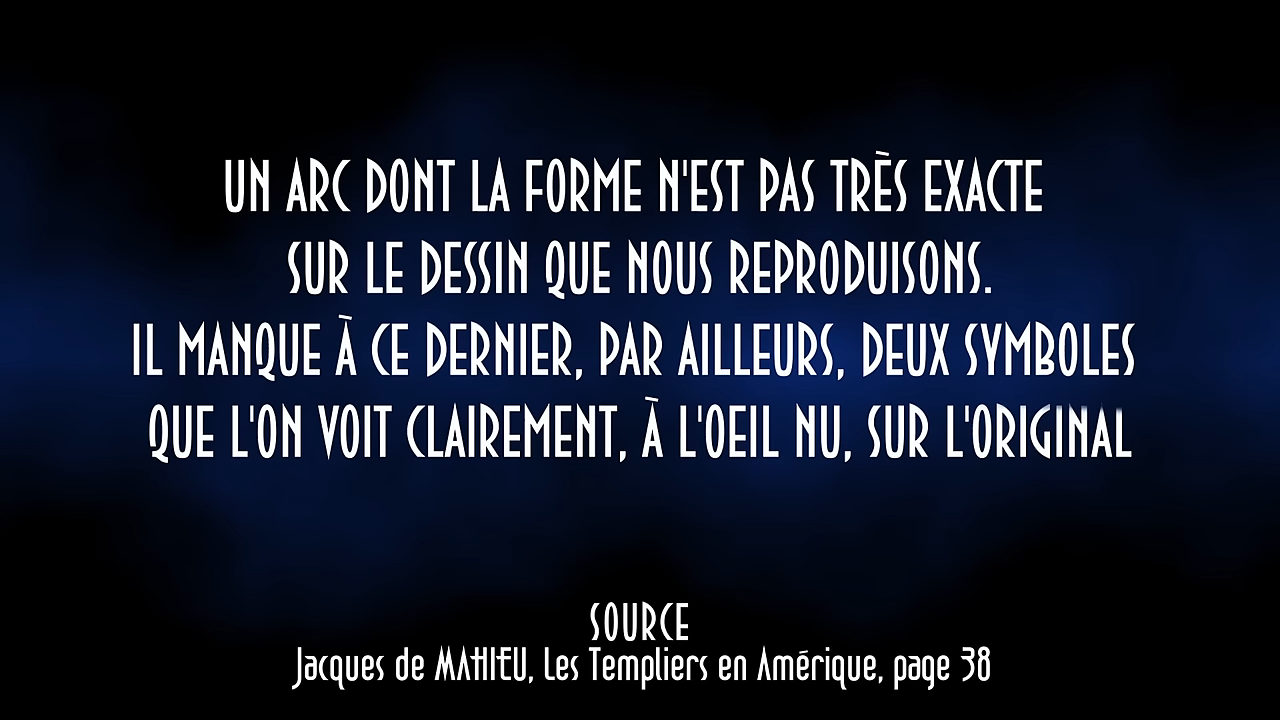 UN ARC DONT LA FORME N'EST PAS TRÈS EXACTE
SUR LE DESSIN QUE NOUS REPRODUISONS.
IL MANQUE À CE DERNIER, PAR AILLEURS, DEUX SYMBOLES
QUE L'ON VOIT CLAIREMENT, À L'OEIL NU, SUR L'ORIGINAL
SOURCE
Jacques de MAHIEU, Les Templiers en Amérique, page 38